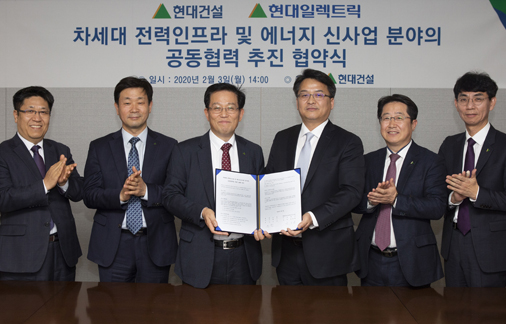 현대건설 현대일렉트릭
차세대 전력인프라 및 에너지 신사업 분야의
공동협력 추진 협약식
일시 : 2020년 2월 3일(월) 14:00
현대건설